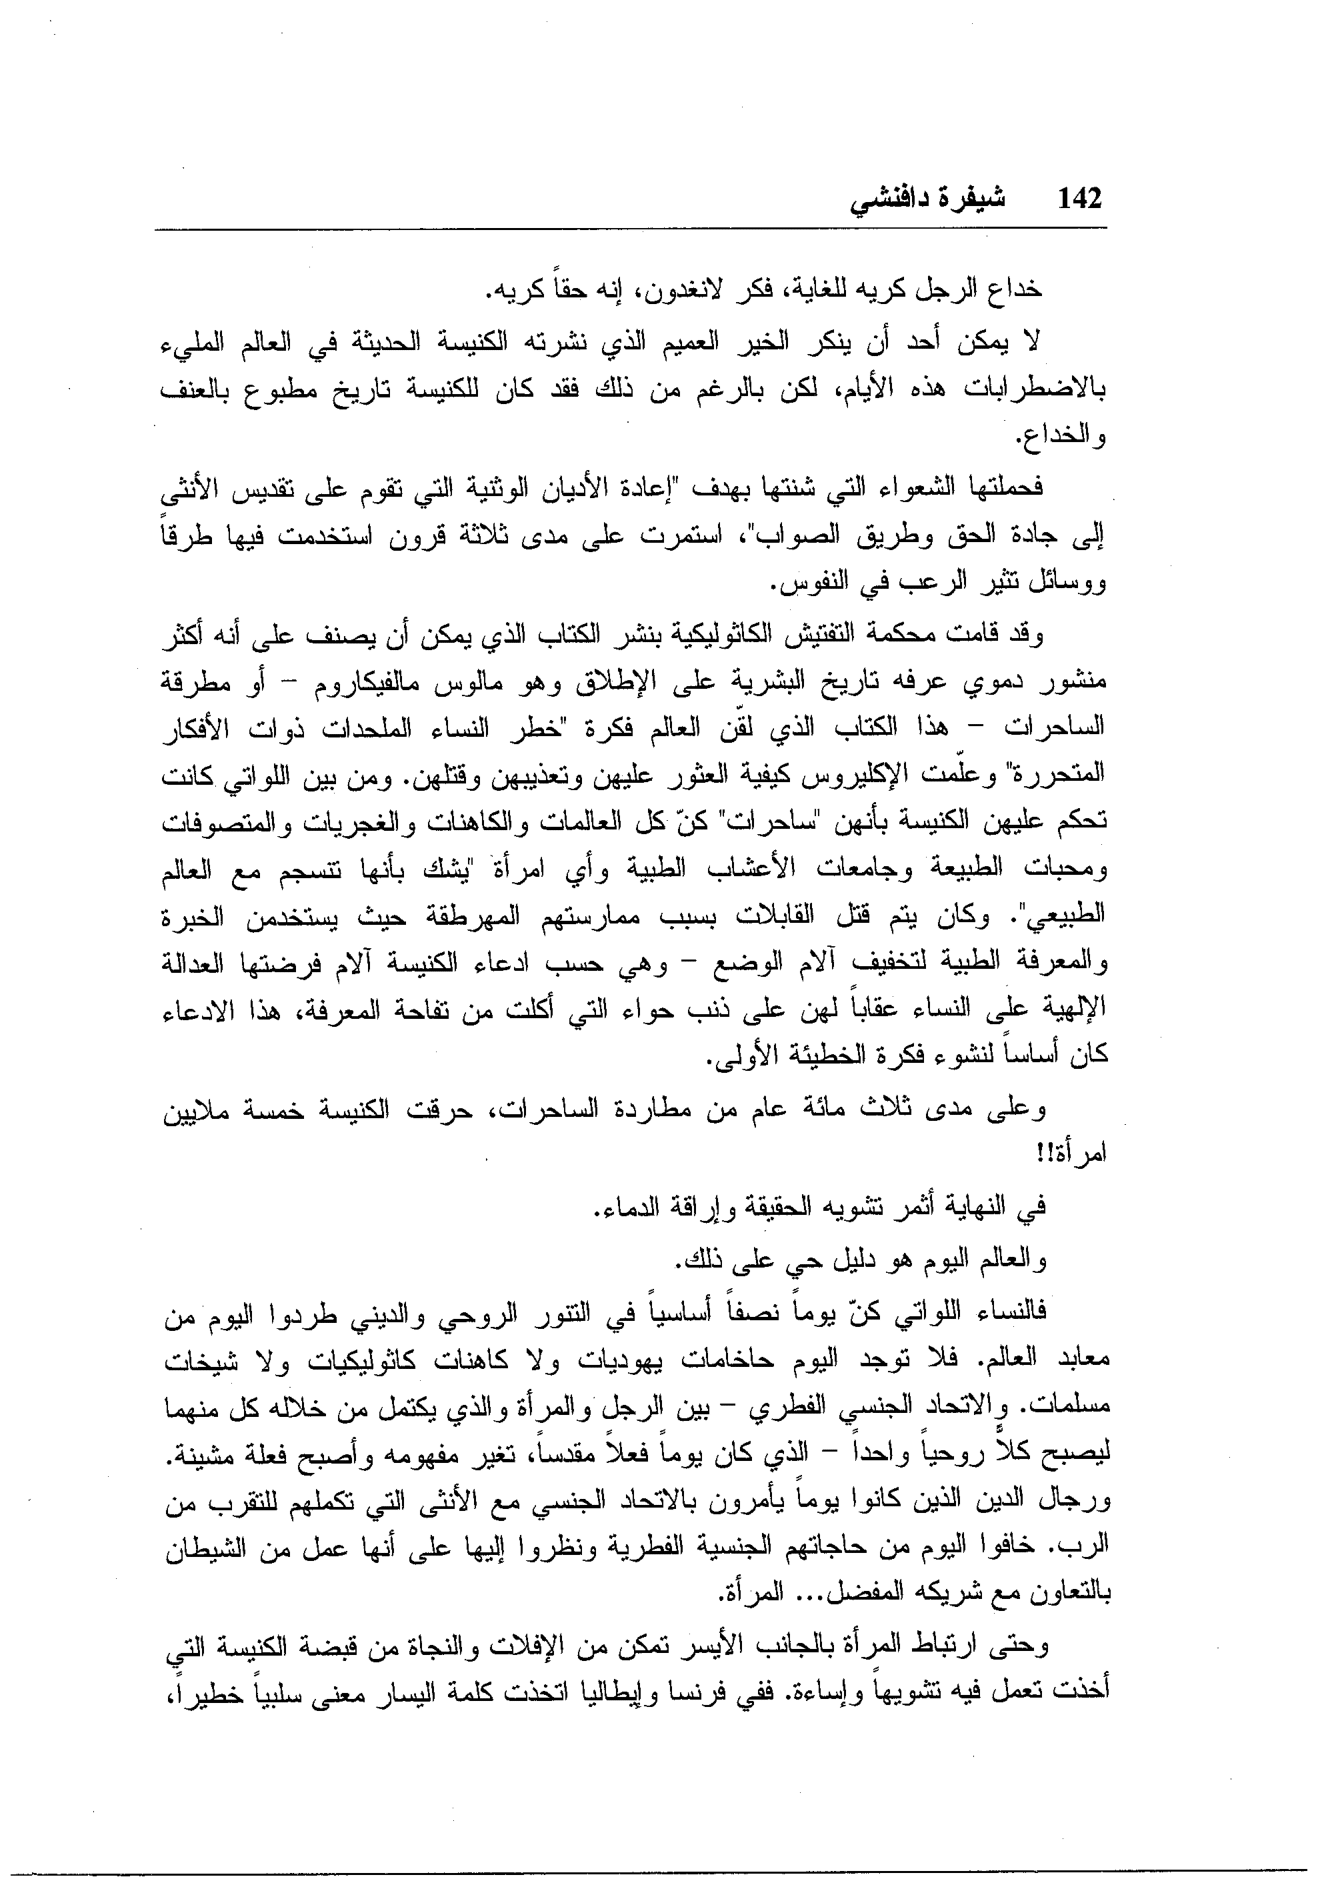 142 شيفرة دافنشي
خداع الرجل كريه للغاية، فكر لانغدون، إنه حقاً كريه.
لا يمكن أحد أن ينكر الخير العميم الذي نشرته الكنيسة الحديثة في العالم المليء
بالاضطرابات هذه الأيام، لكن بالرغم من ذلك فقد كان للكنيسة تاريخ مطبوع بالعنف
والخداع.
فحملتها الشعواء التي شنتها بهدف "إعادة الأديان الوثنية التي تقوم على تقديس الأنثى
إلى جادة الحق وطريق الصواب"، استمرت على مدى ثلاثة قرون استخدمت فيها طرقاً
ووسائل تثير الرعب في النفوس.
وقد قامت محكمة التفتيش الكاثوليكية بنشر الكتاب الذي يمكن أن يصنف على أنه أكثر
منشور دموي عرفه تاريخ البشرية على الإطلاق وهو مالوس مالفيكاروم – أو مطرقة
الساحرات – هذا الكتاب الذي لقّن العالم فكرة "خطر النساء الملحدات ذوات الأفكار
المتحررة" وعلّمت الإكليروس كيفية العثور عليهن وتعذيبهن وقتلهن. ومن بين اللواتي كانت
تحكم عليهن الكنيسة بأنهن "ساحرات" كنّ كل العالمات والكاهنات والغجريات والمتصوفات
ومحبات الطبيعة وجامعات الأعشاب الطبية وأي امرأة "يشك بأنها تنسجم مع العالم
الطبيعي". وكان يتم قتل القابلات بسبب ممارستهم المهرطقة حيث يستخدمن الخبرة
والمعرفة الطبية لتخفيف آلام الوضع – وهي حسب ادعاء الكنيسة آلام فرضتها العدالة
الإلهية على النساء عقاباً لهن على ذنب حواء التي أكلت من تفاحة المعرفة، هذا الادعاء
كان أساساً لنشوء فكرة الخطيئة الأولى.
وعلى مدى ثلاث مائة عام من مطاردة الساحرات، حرقت الكنيسة خمسة ملايين
امرأة!!
في النهاية أثمر تشويه الحقيقة وإراقة الدماء.
والعالم اليوم هو دليل حي على ذلك.
فالنساء اللواتي كنّ يوماً نصفاً أساسياً في التنور الروحي والديني طردوا اليوم من
معابد العالم. فلا توجد اليوم حاخامات يهوديات ولا كاهنات كاثوليكيات ولا شيخات
مسلمات. والاتحاد الجنسي الفطري – بين الرجل والمرأة والذي يكتمل من خلاله كل منهما
ليصبح كلاًّ روحياً واحداً – الذي كان يوماً فعلاً مقدساً، تغير مفهومه وأصبح فعلة مشينة.
ورجال الدين الذين كانوا يوماً يأمرون بالاتحاد الجنسي مع الأنثى التي تكملهم للتقرب من
الرب. خافوا اليوم من حاجاتهم الجنسية الفطرية ونظروا إليها على أنها عمل من الشيطان
بالتعاون مع شريكه المفضل... المرأة.
وحتى ارتباط المرأة بالجانب الأيسر تمكن من الإفلات والنجاة من قبضة الكنيسة التي
أخذت تعمل فيه تشويهاً وإساءة. ففي فرنسا وإيطاليا اتخذت كلمة اليسار معنى سلبياً خطيراً،